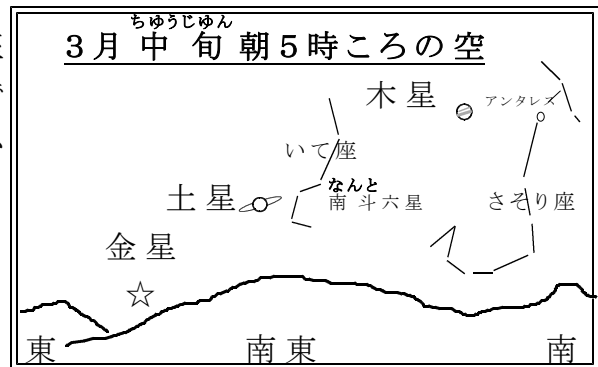 ちゅうじゅん
3月中旬朝5時ころの空
木星
アンタレス
いて座
なんと
南斗六星
さそり座
土星
金星
東
南東
南